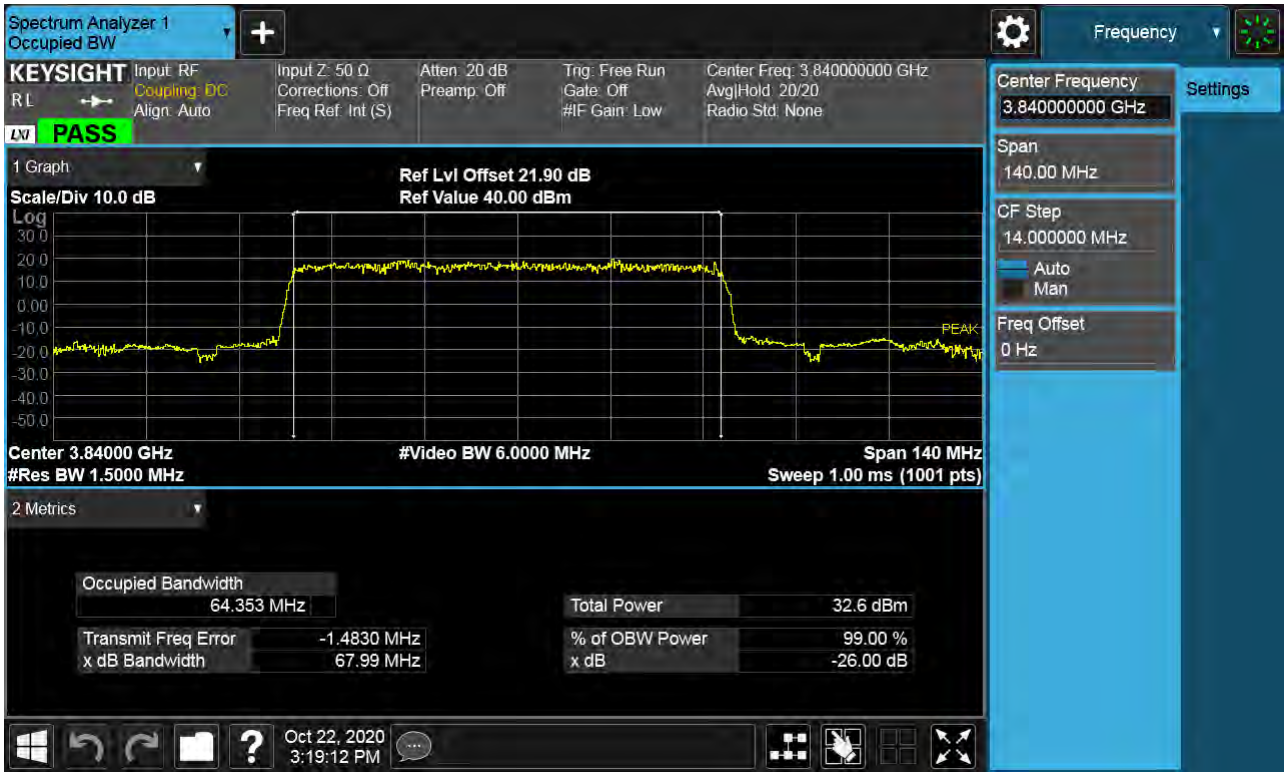 Spectrum Analyzer 1
Occupied BW
+
Frequency
KEYSIGHT
RL
LXI
PASS
Input: RF
Coupling: DC
Align: Auto
Input Z: 50 Ω
Corrections: Off
Freq Ref: Int (S)
Atten: 20 dB
Preamp: Off
Trig: Free Run
Gate: Off
#IF Gain: Low
Center Freq: 3.840000000 GHz
Avg|Hold: 20/20
Radio Std: None
Center Frequency
3.840000000 GHz
Settings
Span
140.00 MHz
CF Step
14.000000 MHz
Auto
Man
Freq Offset
0 Hz
1 Graph
Scale/Div 10.0 dB
Ref Lvl Offset 21.90 dB
Ref Value 40.00 dBm
Log
30.0
20.0
10.0
0.00
-10.0
-20.0
-30.0
-40.0
-50.0
PEAK
Center 3.84000 GHz
#Video BW 6.0000 MHz
Span 140 MHz
#Res BW 1.5000 MHz
Sweep 1.00 ms (1001 pts)
2 Metrics
Occupied Bandwidth
64.353 MHz
Total Power 32.6 dBm
Transmit Freq Error -1.4830 MHz
% of OBW Power 99.00 %
x dB Bandwidth 67.99 MHz
x dB -26.00 dB
?
Oct 22, 2020
3:19:12 PM